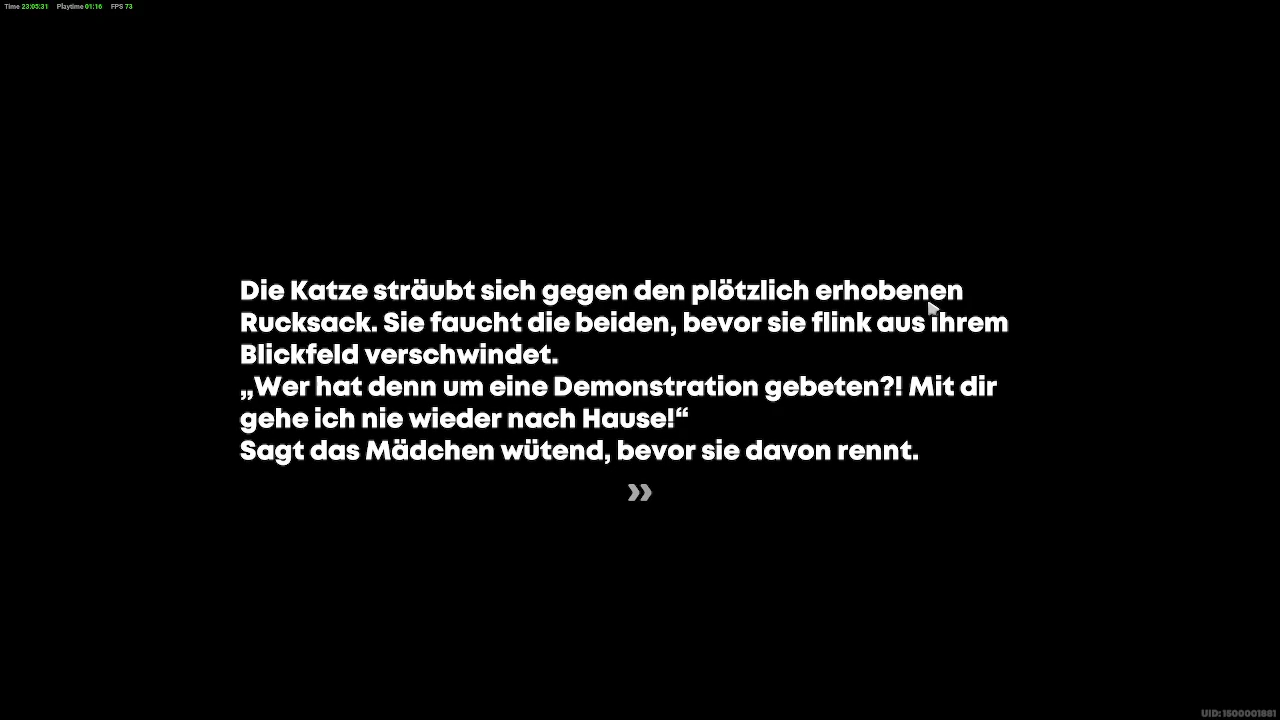 Time 23:05:31 Playtime 01:16 FPS 73
Die Katze sträubt sich gegen den plötzlich erhobenen
Rucksack. Sie faucht die beiden, bevor sie flink aus ihrem
Blickfeld verschwindet.
„Wer hat denn um eine Demonstration gebeten?! Mit dir
gehe ich nie wieder nach Hause!“
Sagt das Mädchen wütend, bevor sie davon rennt.
UID: 1500001881